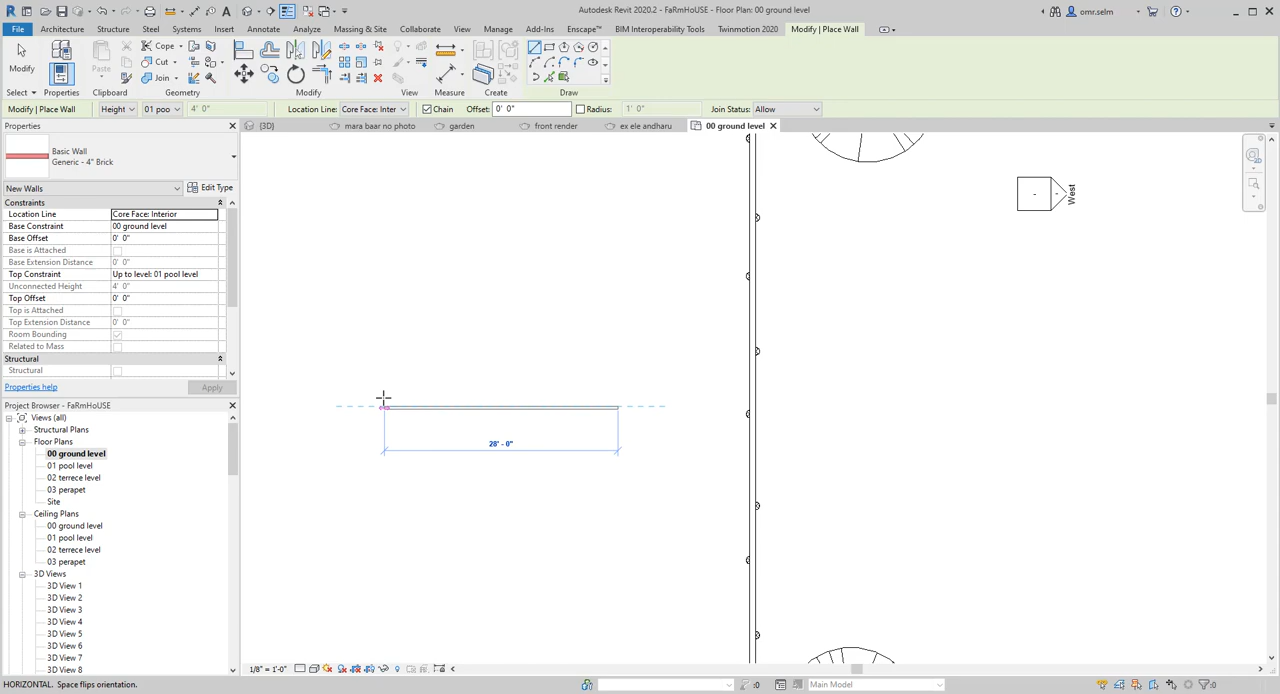 Autodesk Revit 2020.2 - FaRmHoUSE - Floor Plan: 00 ground level
omr.selm
File Architecture Structure Steel Systems Insert Annotate Analyze Massing & Site Collaborate View Manage Add-Ins Enscape™ BIM Interoperability Tools Twinmotion 2020 Modify | Place Wall
Modify
Paste
Cope
Cut
Join
Select Properties Clipboard Geometry Modify View Measure Create Draw
Modify | Place Wall Height 01 poo 4' 0" Location Line: Core Face: Inter Chain Offset: 0' 0" Radius: 1' 0" Join Status: Allow
Properties
{3D} mara baar no photo garden front render ex ele andharu 00 ground level
Basic Wall
Generic - 4" Brick
New Walls Edit Type
Constraints
Location Line Core Face: Interior
Base Constraint 00 ground level
Base Offset 0' 0"
Base is Attached
Base Extension Distance 0' 0"
Top Constraint Up to level: 01 pool level
Unconnected Height 4' 0"
Top Offset 0' 0"
Top is Attached
Top Extension Distance 0' 0"
Room Bounding
Related to Mass
Structural
Structural
Properties help Apply
Project Browser - FaRmHoUSE
Views (all)
Structural Plans
Floor Plans
00 ground level
01 pool level
02 terrece level
03 perapet
Site
Ceiling Plans
00 ground level
01 pool level
02 terrece level
03 perapet
3D Views
3D View 1
3D View 2
3D View 3
3D View 4
3D View 5
3D View 6
3D View 7
3D View 8
28' - 0"
West
1/8" = 1'-0"
HORIZONTAL. Space flips orientation.
:0 Main Model :0